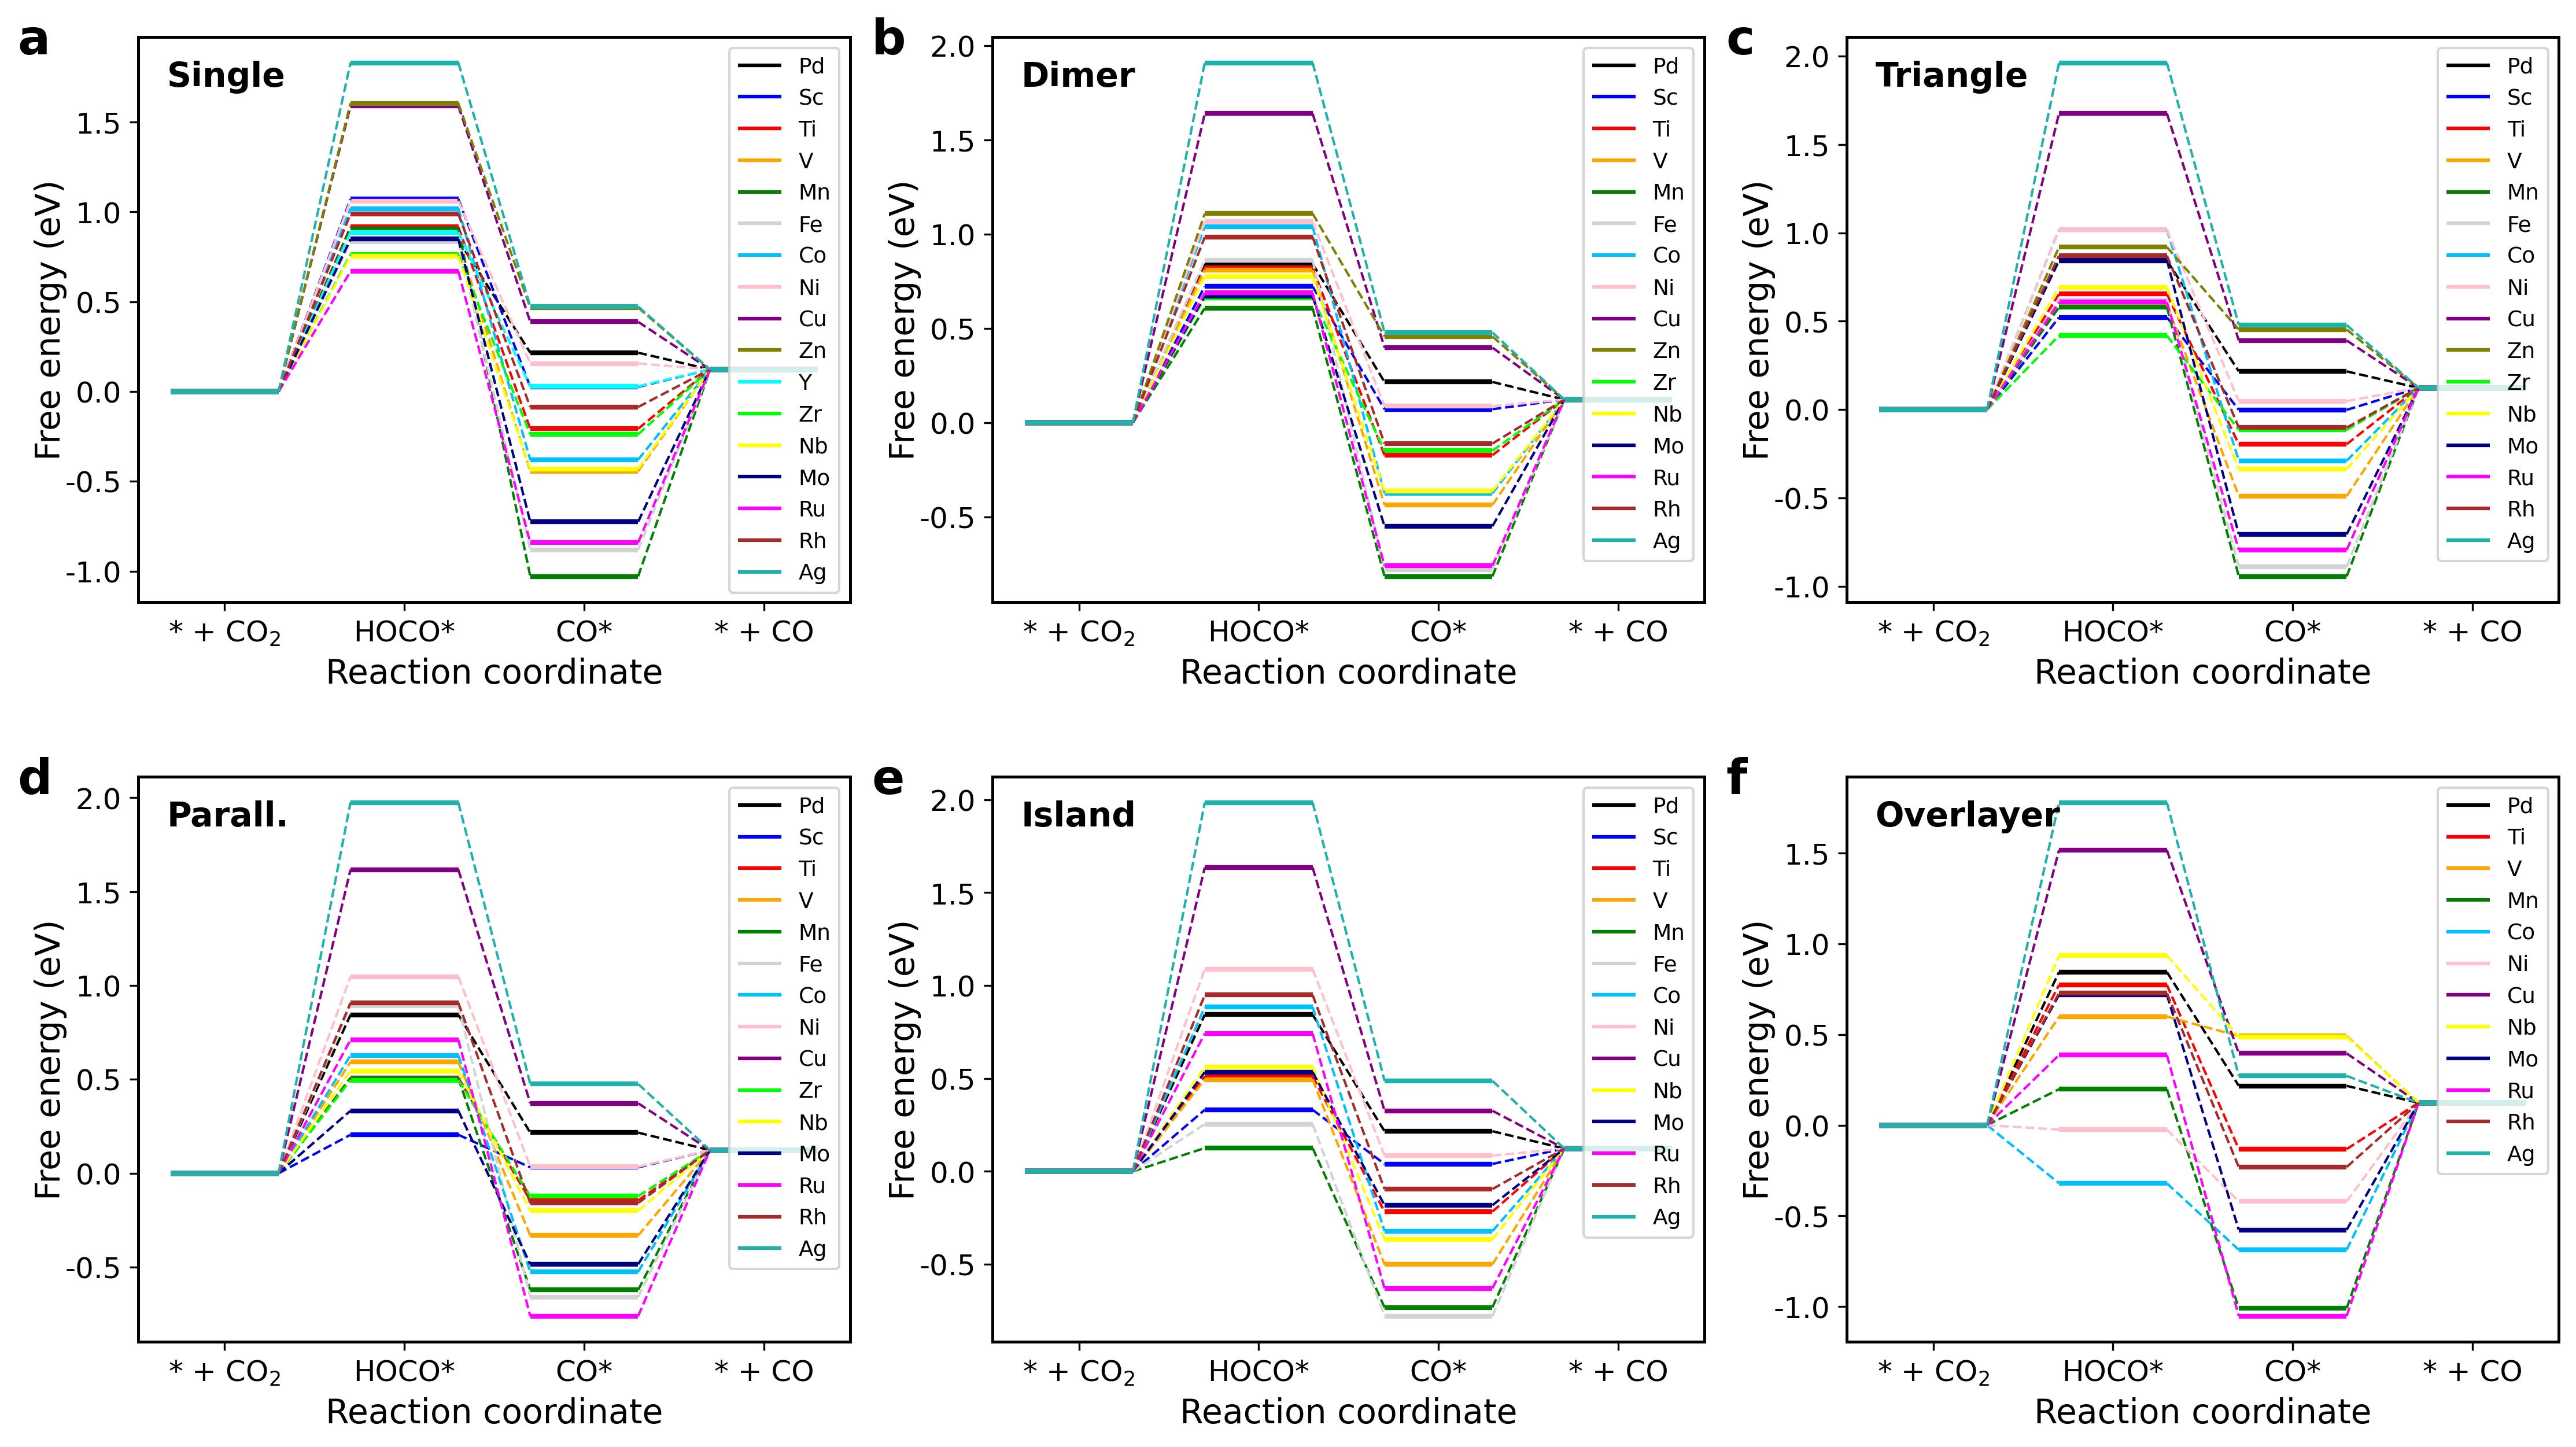 a
Single
Free energy (eV)
1.5
1.0
0.5
0.0
-0.5
-1.0
* + CO₂
HOCO*
CO*
* + CO
Reaction coordinate
Pd
Sc
Ti
V
Mn
Fe
Co
Ni
Cu
Zn
Y
Zr
Nb
Mo
Ru
Rh
Ag
b
Dimer
Free energy (eV)
2.0
1.5
1.0
0.5
0.0
-0.5
* + CO₂
HOCO*
CO*
* + CO
Reaction coordinate
Pd
Sc
Ti
V
Mn
Fe
Co
Ni
Cu
Zn
Zr
Nb
Mo
Ru
Rh
Ag
c
Triangle
Free energy (eV)
2.0
1.5
1.0
0.5
0.0
-0.5
-1.0
* + CO₂
HOCO*
CO*
* + CO
Reaction coordinate
Pd
Sc
Ti
V
Mn
Fe
Co
Ni
Cu
Zn
Zr
Nb
Mo
Ru
Rh
Ag
d
Parall.
Free energy (eV)
2.0
1.5
1.0
0.5
0.0
-0.5
* + CO₂
HOCO*
CO*
* + CO
Reaction coordinate
Pd
Sc
Ti
V
Mn
Fe
Co
Ni
Cu
Zr
Nb
Mo
Ru
Rh
Ag
e
Island
Free energy (eV)
2.0
1.5
1.0
0.5
0.0
-0.5
* + CO₂
HOCO*
CO*
* + CO
Reaction coordinate
Pd
Sc
Ti
V
Mn
Fe
Co
Ni
Cu
Nb
Mo
Ru
Rh
Ag
f
Overlayer
Free energy (eV)
1.5
1.0
0.5
0.0
-0.5
-1.0
* + CO₂
HOCO*
CO*
* + CO
Reaction coordinate
Pd
Ti
V
Mn
Co
Ni
Cu
Nb
Mo
Ru
Rh
Ag